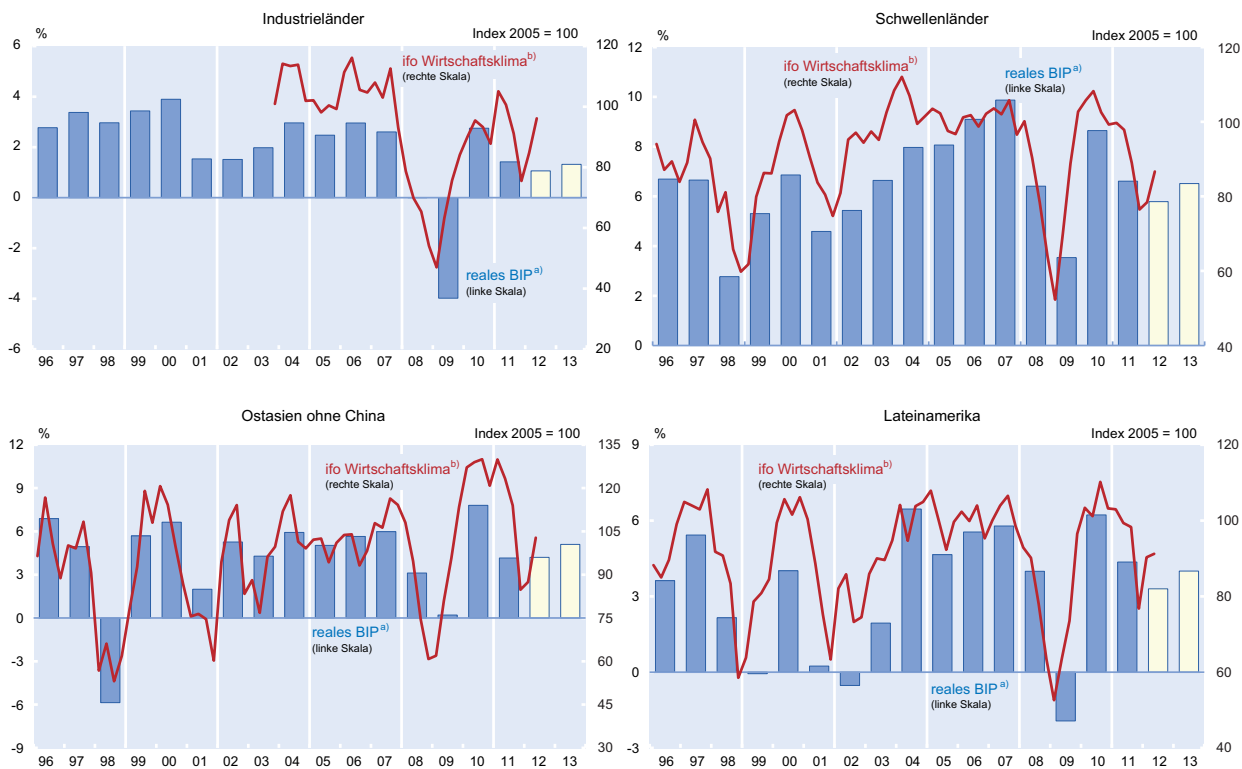 Industrieländer
% Index 2005 = 100
6 120
ifo Wirtschaftsklima b)
(rechte Skala)
4 100
2 80
0
60
-2
reales BIP a)
(linke Skala)
40
-4
-6 20
96 97 98 99 00 01 02 03 04 05 06 07 08 09 10 11 12 13
Schwellenländer
% Index 2005 = 100
12 120
ifo Wirtschaftsklima b)
(rechte Skala)
reales BIP a)
(linke Skala)
10
100
8
6 80
4
60
2
0 40
96 97 98 99 00 01 02 03 04 05 06 07 08 09 10 11 12 13
Ostasien ohne China
% Index 2005 = 100
12 135
ifo Wirtschaftsklima b)
(rechte Skala)
9 120
6 105
3 90
0 75
reales BIP a)
(linke Skala)
-3 60
-6 45
-9 30
96 97 98 99 00 01 02 03 04 05 06 07 08 09 10 11 12 13
Lateinamerika
% Index 2005 = 100
9 120
ifo Wirtschaftsklima b)
(rechte Skala)
6 100
3 80
0 60
reales BIP a)
(linke Skala)
-3 40
96 97 98 99 00 01 02 03 04 05 06 07 08 09 10 11 12 13